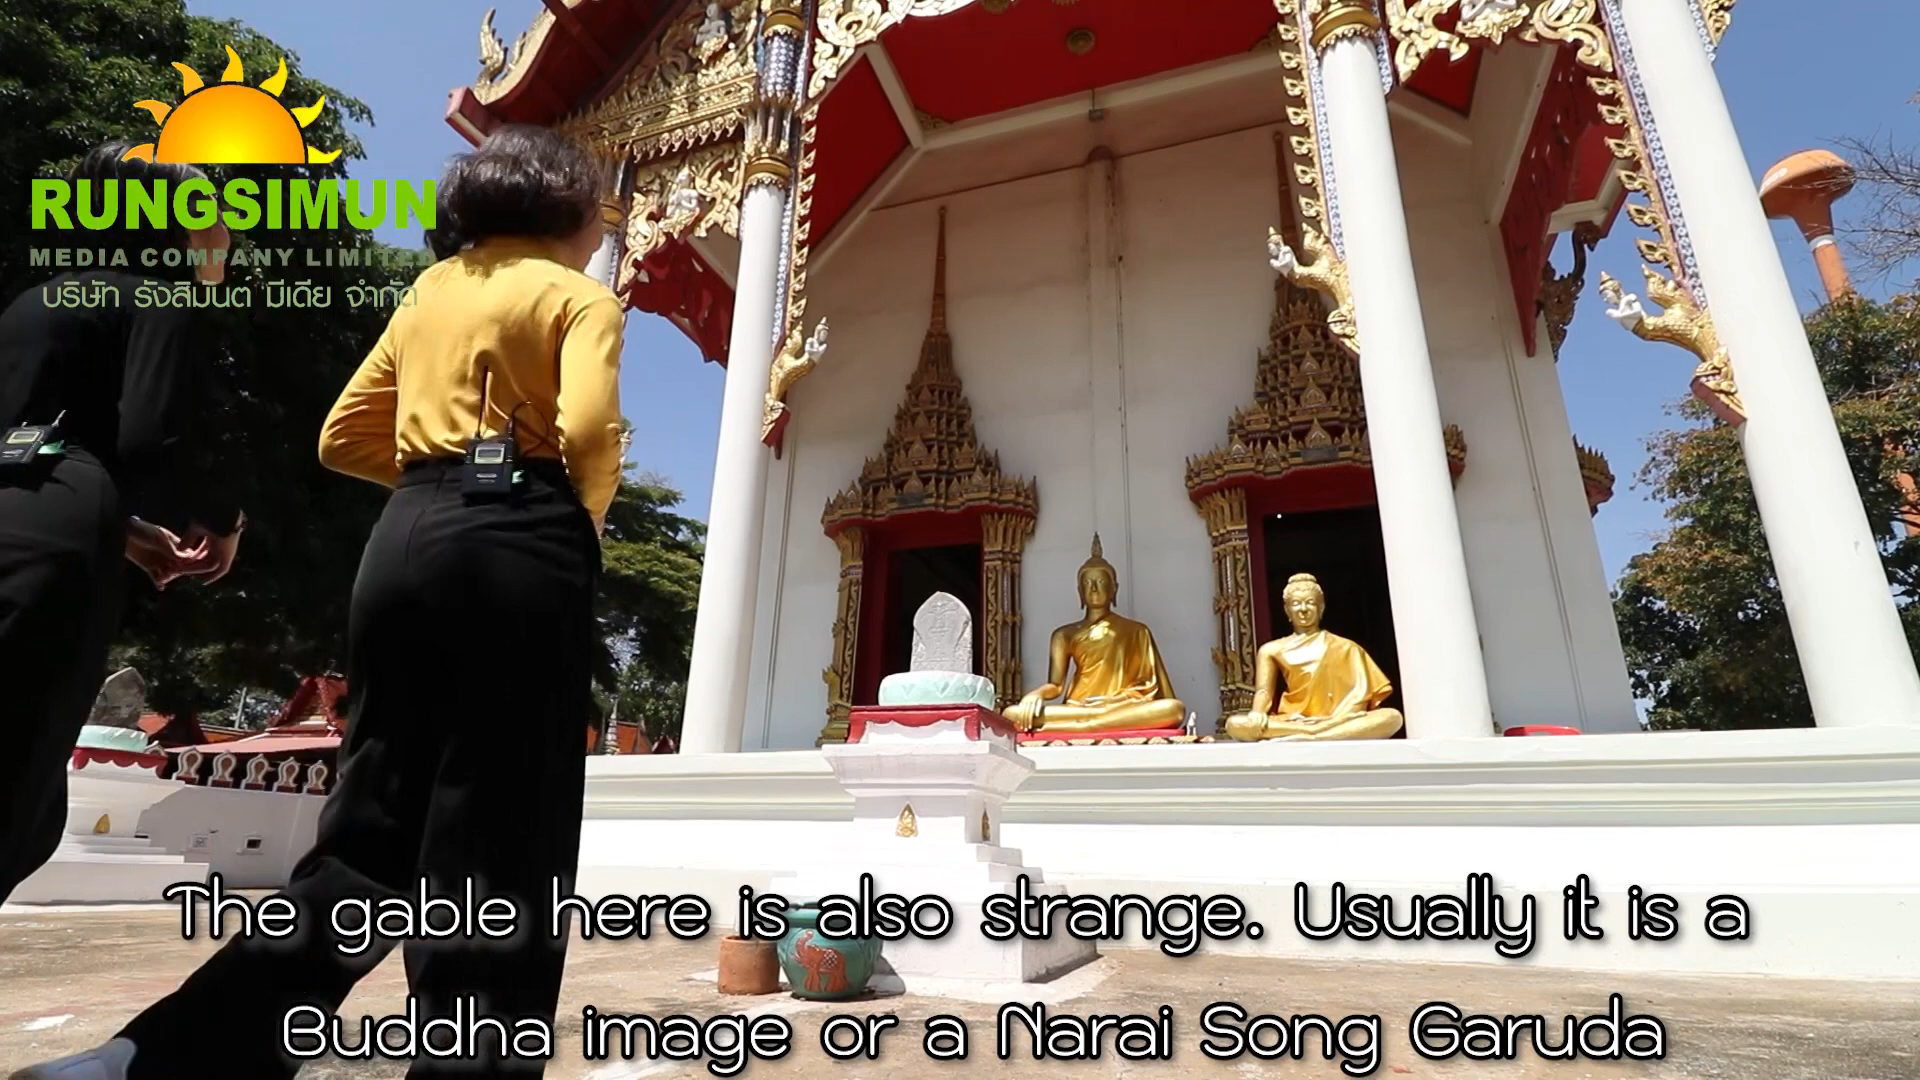 RUNGSIMUN
MEDIA COMPANY LIMITED
บริษัท รังสิมันต มีเดีย จำกัด
The gable here is also strange. Usually it is a
Buddha image or a Narai Song Garuda